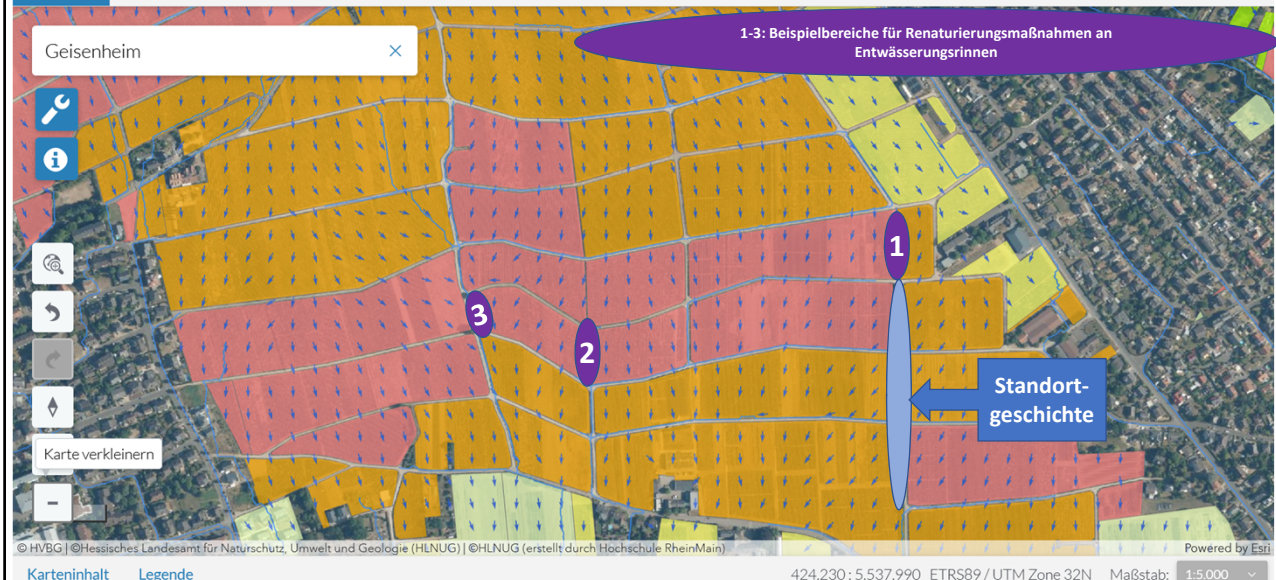 1-3: Beispielbereiche für Renaturierungsmaßnahmen an
Entwässerungsrinnen
Geisenheim
1
3
2
Standort-
geschichte
Karte verkleinern
© HVBG | ©Hessisches Landesamt für Naturschutz, Umwelt und Geologie (HLNUG) | ©HLNUG (erstellt durch Hochschule RheinMain)
Powered by Esri
Karteninhalt Legende
424.230 : 5.537.990 ETRS89 / UTM Zone 32N Maßstab: 1:5.000